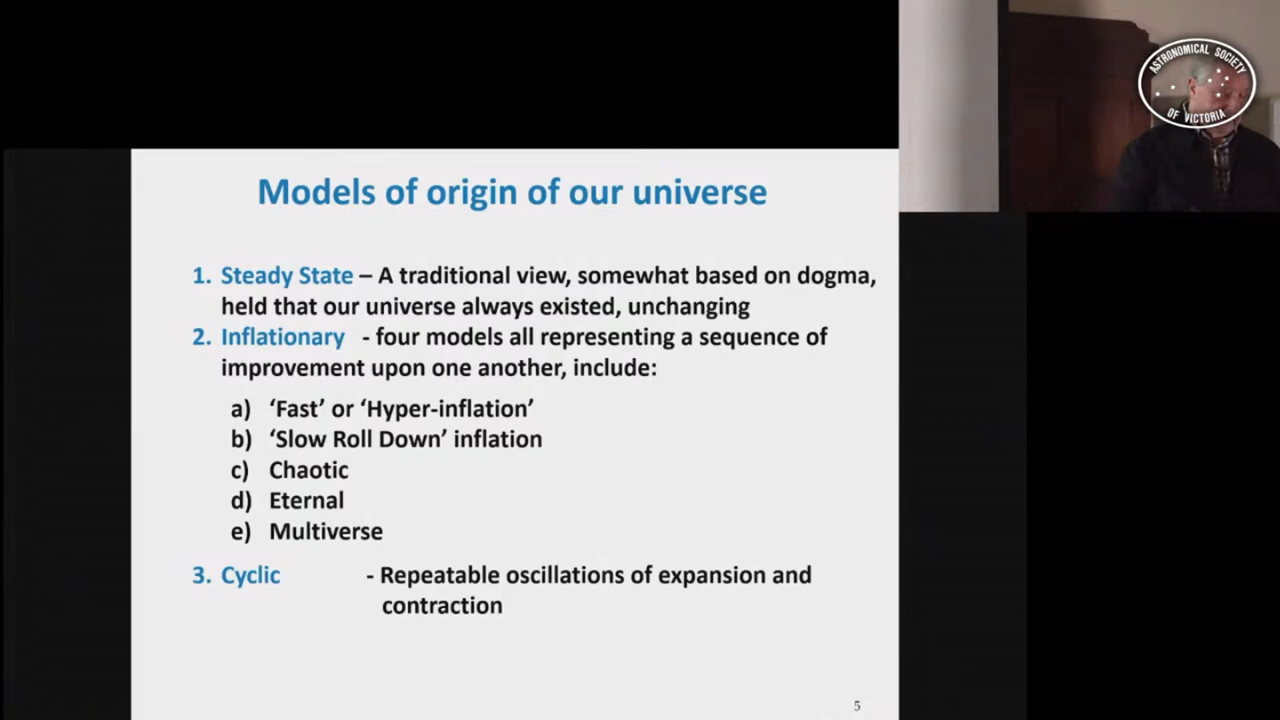 ASTRONOMICAL SOCIETY
OF VICTORIA
Models of origin of our universe
1. Steady State – A traditional view, somewhat based on dogma,
held that our universe always existed, unchanging
2. Inflationary - four models all representing a sequence of
improvement upon one another, include:
a) ‘Fast’ or ‘Hyper-inflation’
b) ‘Slow Roll Down’ inflation
c) Chaotic
d) Eternal
e) Multiverse
3. Cyclic - Repeatable oscillations of expansion and
contraction
5